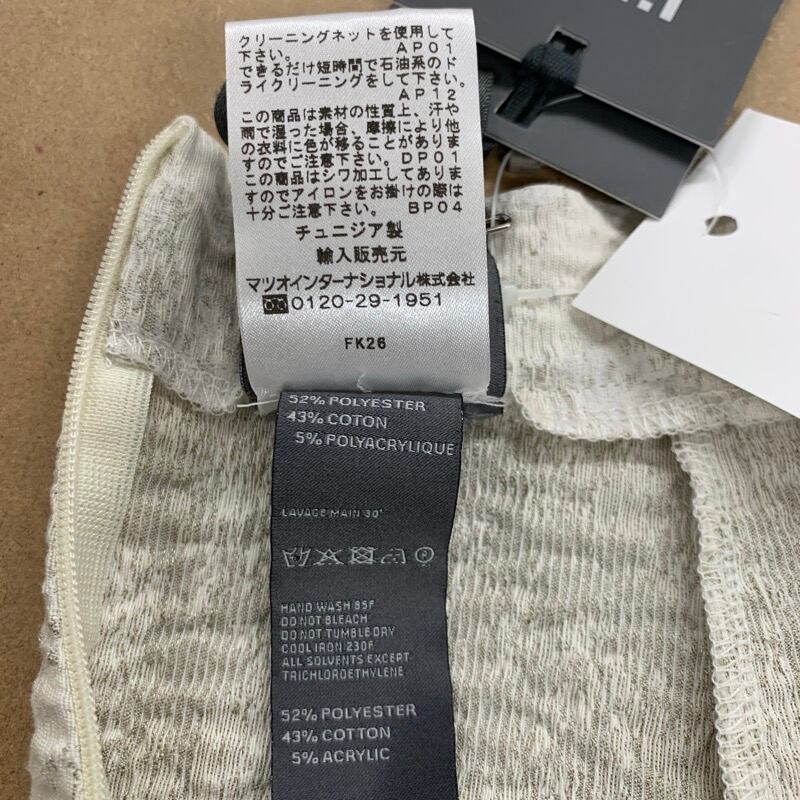 クリーニングネットを使用して
下さい。 AP01
できるだけ短時間で石油系のド
ライクリーニングをして下さい。
AP12
この商品は素材の性質上、汗や
雨で湿った場合、摩擦により他
の衣料に色が移ることがありま
すのでご注意下さい。 DP01
この商品はシワ加工してありま
すのでアイロンをお掛けの際は
十分ご注意下さい。 BP04
チュニジア製
輸入販売元
マツオインターナショナル株式会社
0120-29-1951
FK26
52% POLYESTER
43% COTON
5% POLYACRYLIQUE
LAVAGE MAIN 30°
HAND WASH 85F
DO NOT BLEACH
DO NOT TUMBLE DRY
COOL IRON 230F
ALL SOLVENTS EXCEPT
TRICHLOROETHYLENE
52% POLYESTER
43% COTTON
5% ACRYLIC